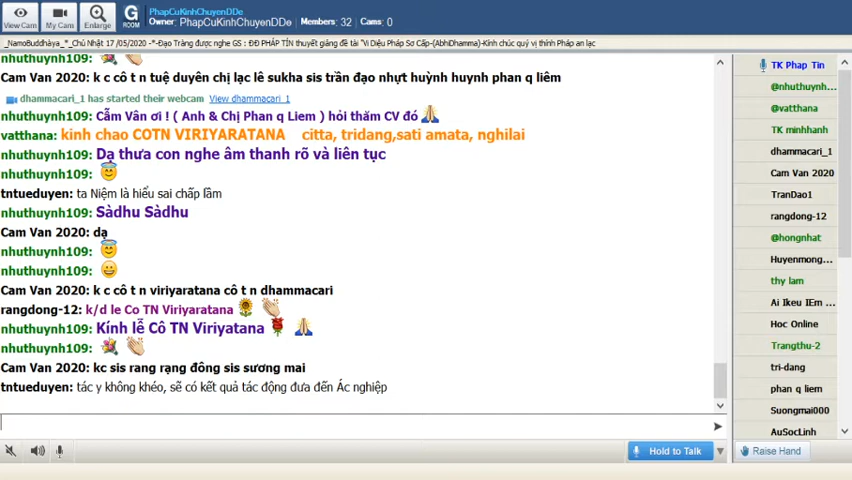 PhapCuKinhChuyenDDe
Owner: PhapCuKinhChuyenDDe Members: 32 Cams: 0
View Cam
My Cam
Enlarge
G
ROOM
_NamoBuddhàya_*_Chủ Nhật 17 /05/2020 -*-Đạo Tràng được nghe GS : ĐĐ PHÁP TÍN thuyết giảng đề tài "Vi Diệu Pháp Sơ Cấp-(AbhiDhamma)-Kính chúc quý vị thính Pháp an lạc
nhuthuynh109:
Cam Van 2020: k c cô t n tuệ duyên chị lạc lê sukha sis trần đạo nhựt huỳnh huynh phan q liêm
dhammacari_1 has started their webcam View dhammacari_1
nhuthuynh109: Cẩm Vân ơi ! ( Anh & Chị Phan q Liem ) hỏi thăm CV đó
vatthana: kinh chao COTN VIRIYARATANA citta, tridang,sati amata, nghilai
nhuthuynh109: Dạ thưa con nghe âm thanh rõ và liên tục
nhuthuynh109:
tntueduyen: ta Niệm là hiểu sai chấp lầm
nhuthuynh109: Sàdhu Sàdhu
Cam Van 2020: dạ
nhuthuynh109:
nhuthuynh109:
Cam Van 2020: k c cô t n viriyaratana cô t n dhammacari
rangdong-12: k/d le Co TN Viriyaratana
nhuthuynh109: Kính lễ Cô TN Viriyatana
nhuthuynh109:
Cam Van 2020: kc sis rang rạng đông sis sương mai
tntueduyen: tác y không khéo, sẽ có kết quả tác động đưa đến Ác nghiệp
Hold to Talk
TK Phap Tin
@nhuthuynh...
@vatthana
TK minhhanh
dhammacari_1
Cam Van 2020
TranDao1
rangdong-12
@hongnhat
Huyenmong...
thy lam
Ai Ikeu IEm ...
Hoc Online
Trangthu-2
tri-dang
phan q liem
Suongmai000
AuSocLinh
Raise Hand